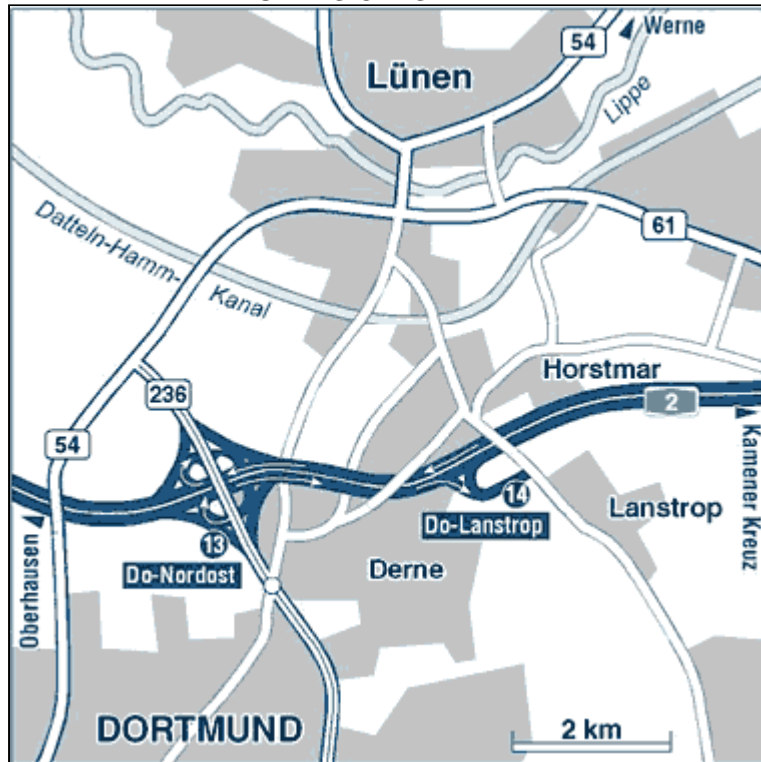 54
Werne
Lünen
Lippe
61
Datteln-Hamm-
Kanal
236
Horstmar
2
54
Kamener Kreuz
14
Lanstrop
Do-Lanstrop
13
Do-Nordost
Derne
Oberhausen
DORTMUND
2 km